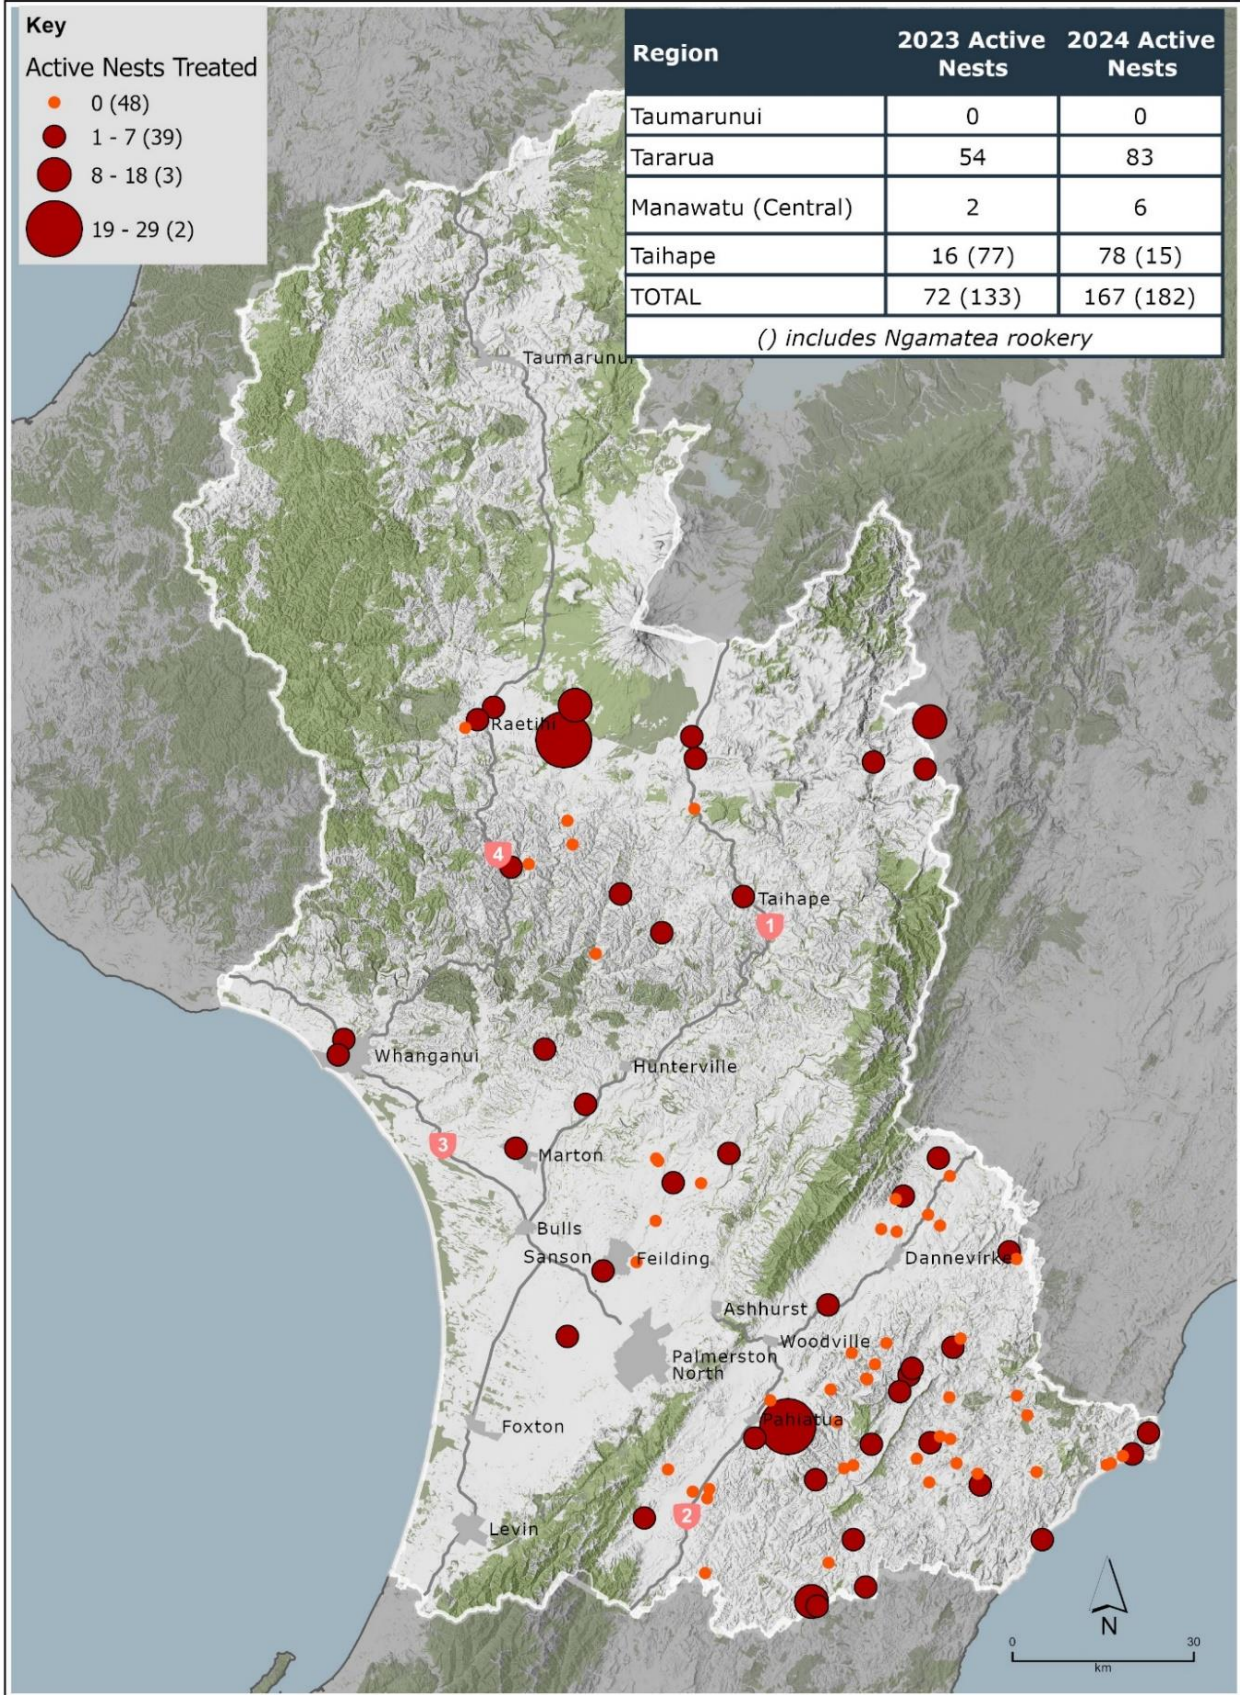 Key
Active Nests Treated
0 (48)
1 - 7 (39)
8 - 18 (3)
19 - 29 (2)
Region 2023 Active Nests 2024 Active Nests
Taumarunui 0 0
Tararua 54 83
Manawatu (Central) 2 6
Taihape 16 (77) 78 (15)
TOTAL 72 (133) 167 (182)
() includes Ngamatea rookery
Taumarunui
Raetihi
4
Taihape
1
Whanganui
Hunterville
3
Marton
Bulls
Sanson
Feilding
Dannevirke
Ashhurst
Woodville
Palmerston
North
Pahiatua
Foxton
2
Levin
N
0 30
km